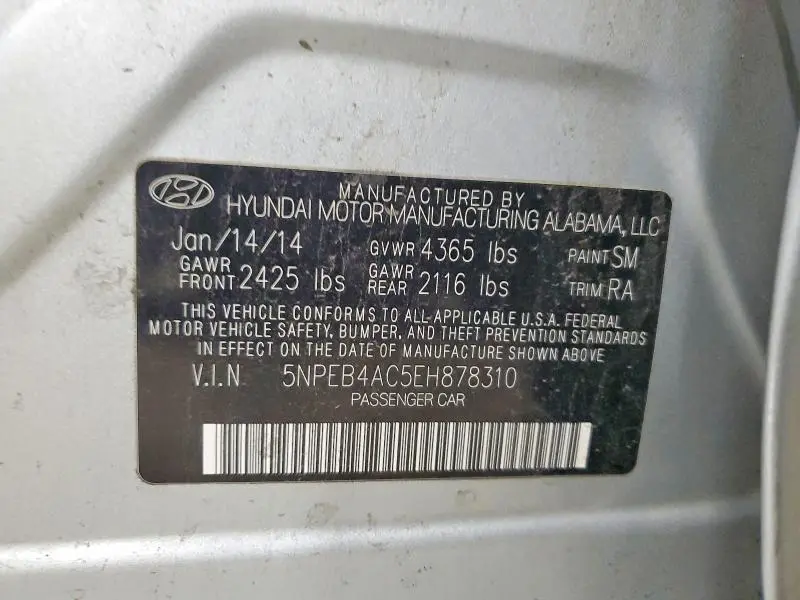 MANUFACTURED BY
HYUNDAI MOTOR MANUFACTURING ALABAMA, LLC
Jan/14/14 GVWR 4365 lbs PAINT SM
GAWR FRONT 2425 lbs GAWR REAR 2116 lbs TRIM RA
THIS VEHICLE CONFORMS TO ALL APPLICABLE U.S.A. FEDERAL
MOTOR VEHICLE SAFETY, BUMPER, AND THEFT PREVENTION STANDARDS
IN EFFECT ON THE DATE OF MANUFACTURE SHOWN ABOVE
V.I.N 5NPEB4AC5EH878310
PASSENGER CAR